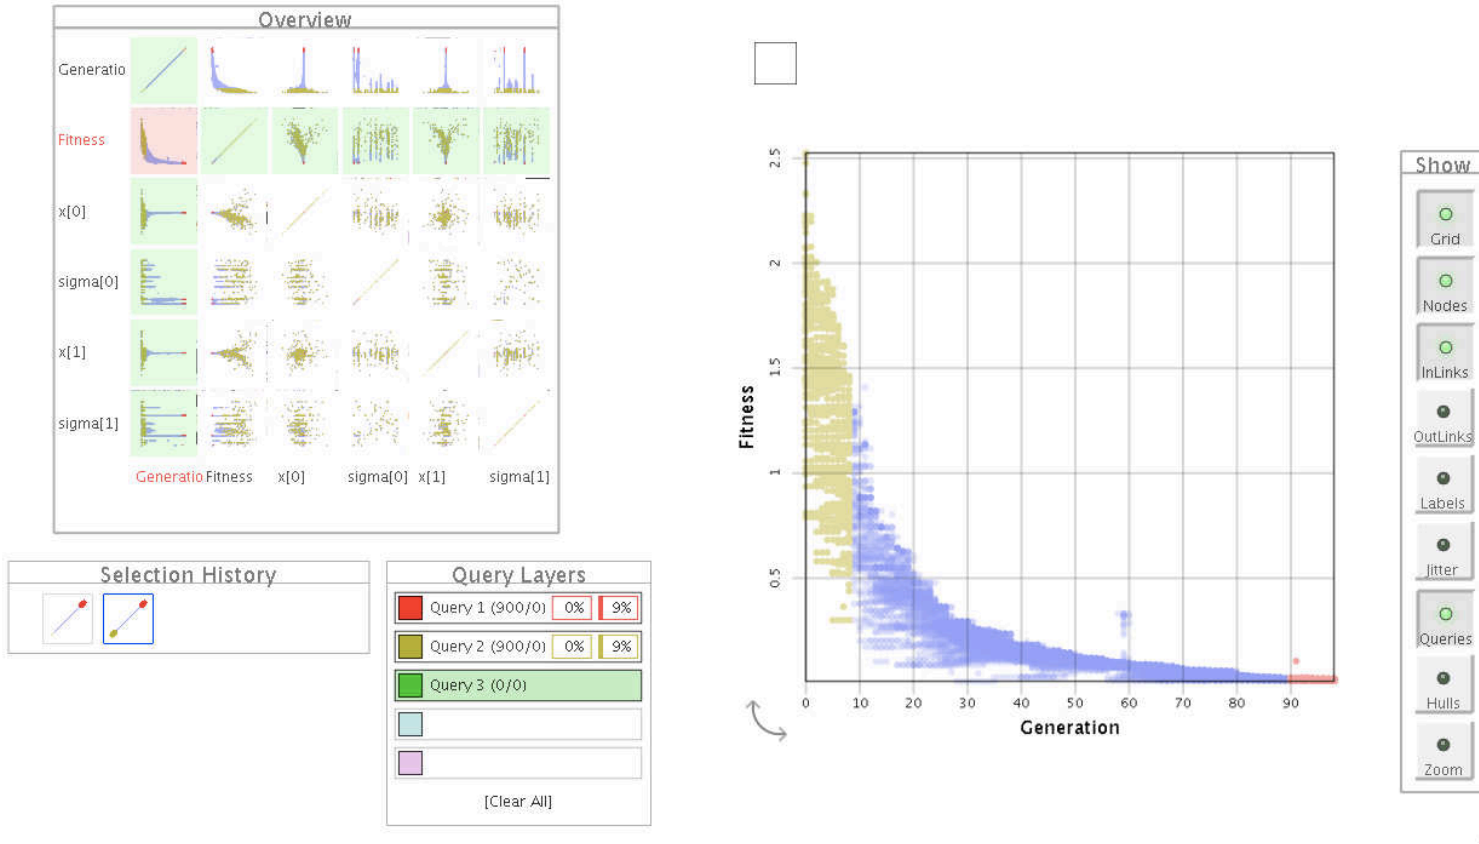 Overview
Generatio
Fitness
x[0]
sigma[0]
x[1]
sigma[1]
Generatio Fitness x[0] sigma[0] x[1] sigma[1]
Selection History
Query Layers
Query 1 (900/0) 0% 9%
Query 2 (900/0) 0% 9%
Query 3 (0/0)
[Clear All]
2.5
2
1.5
1
0.5
Fitness
0 10 20 30 40 50 60 70 80 90
Generation
Show
Grid
Nodes
InLinks
OutLinks
Labels
Jitter
Queries
Hulls
Zoom